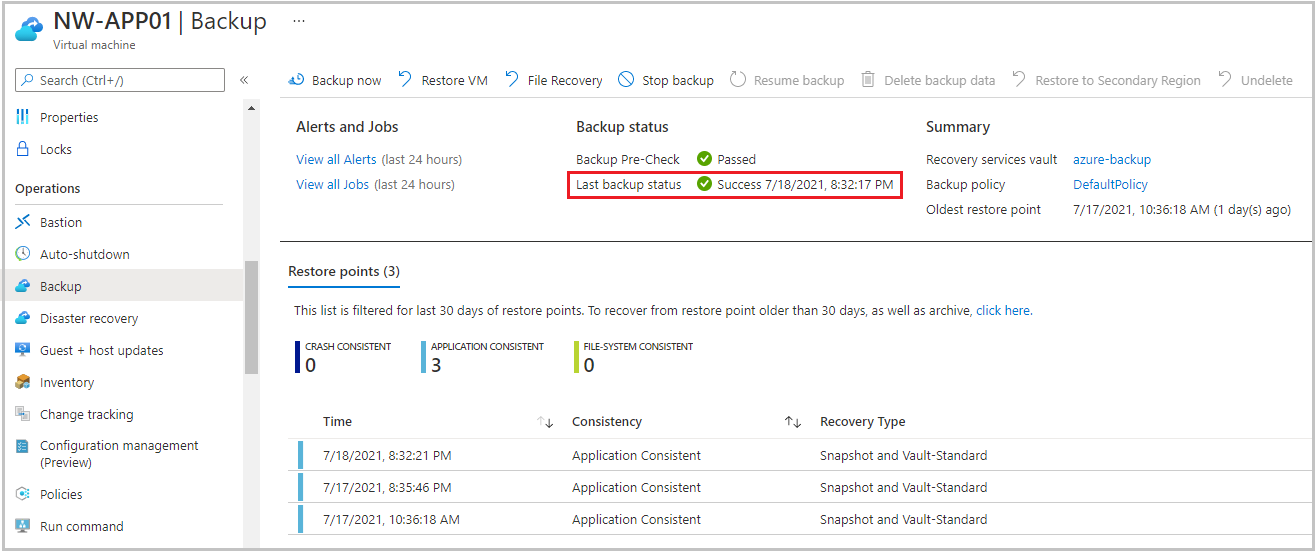 NW-APP01 | Backup ...
Virtual machine
Search (Ctrl+/) «
Properties
Locks
Operations
Bastion
Auto-shutdown
Backup
Disaster recovery
Guest + host updates
Inventory
Change tracking
Configuration management
(Preview)
Policies
Run command
Backup now Restore VM File Recovery Stop backup Resume backup Delete backup data Restore to Secondary Region Undelete
Alerts and Jobs
View all Alerts (last 24 hours)
View all Jobs (last 24 hours)
Backup status
Backup Pre-Check Passed
Last backup status Success 7/18/2021, 8:32:17 PM
Summary
Recovery services vault azure-backup
Backup policy DefaultPolicy
Oldest restore point 7/17/2021, 10:36:18 AM (1 day(s) ago)
Restore points (3)
This list is filtered for last 30 days of restore points. To recover from restore point older than 30 days, as well as archive, click here.
CRASH CONSISTENT
0
APPLICATION CONSISTENT
3
FILE-SYSTEM CONSISTENT
0
Time Consistency Recovery Type
7/18/2021, 8:32:21 PM Application Consistent Snapshot and Vault-Standard
7/17/2021, 8:35:46 PM Application Consistent Snapshot and Vault-Standard
7/17/2021, 10:36:18 AM Application Consistent Snapshot and Vault-Standard